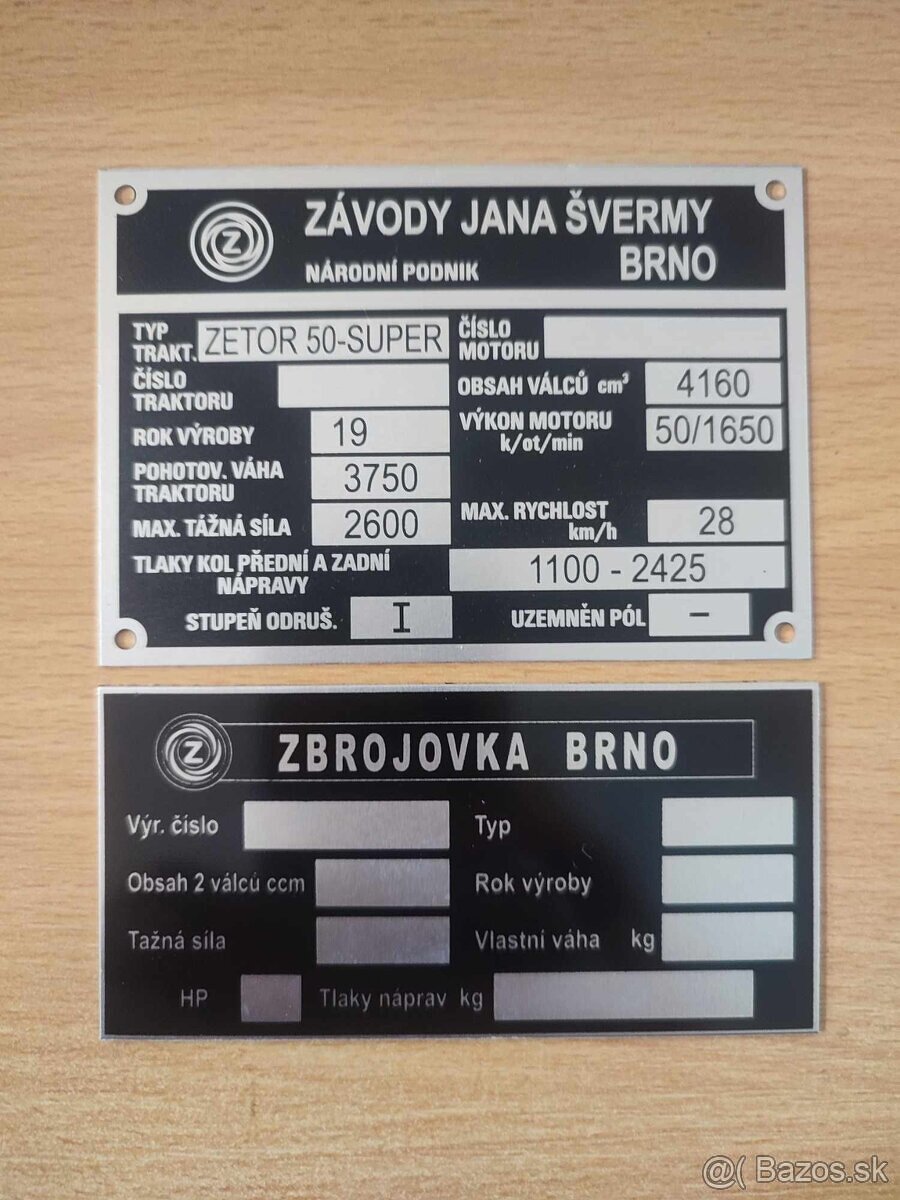 Z
ZÁVODY JANA ŠVERMY
NÁRODNÍ PODNIK BRNO
TYP TRAKT. ZETOR 50-SUPER
ČÍSLO MOTORU
ČÍSLO TRAKTORU
OBSAH VÁLCŮ cm³ 4160
ROK VÝROBY 19
VÝKON MOTORU k/ot/min 50/1650
POHOTOV. VÁHA TRAKTORU 3750
MAX. TÁŽNÁ SÍLA 2600
MAX. RYCHLOST km/h 28
TLAKY KOL PŘEDNÍ A ZADNÍ NÁPRAVY 1100 - 2425
STUPEŇ ODRUŠ. I
UZEMNĚN PÓL –
Z ZBROJOVKA BRNO
Výr. číslo Typ
Obsah 2 válců ccm Rok výroby
Tažná síla Vlastní váha kg
HP Tlaky náprav kg
@( Bazos.sk